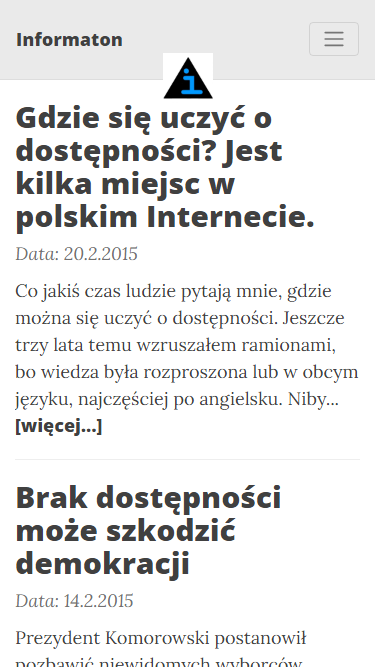 Informaton
i
Gdzie się uczyć o
dostępności? Jest
kilka miejsc w
polskim Internecie.
Data: 20.2.2015
Co jakiś czas ludzie pytają mnie, gdzie
można się uczyć o dostępności. Jeszcze
trzy lata temu wzruszałem ramionami,
bo wiedza była rozproszona lub w obcym
języku, najczęściej po angielsku. Niby...
[więcej...]
Brak dostępności
może szkodzić
demokracji
Data: 14.2.2015
Prezydent Komorowski postanowił
pozbawić niewidomych wyborców